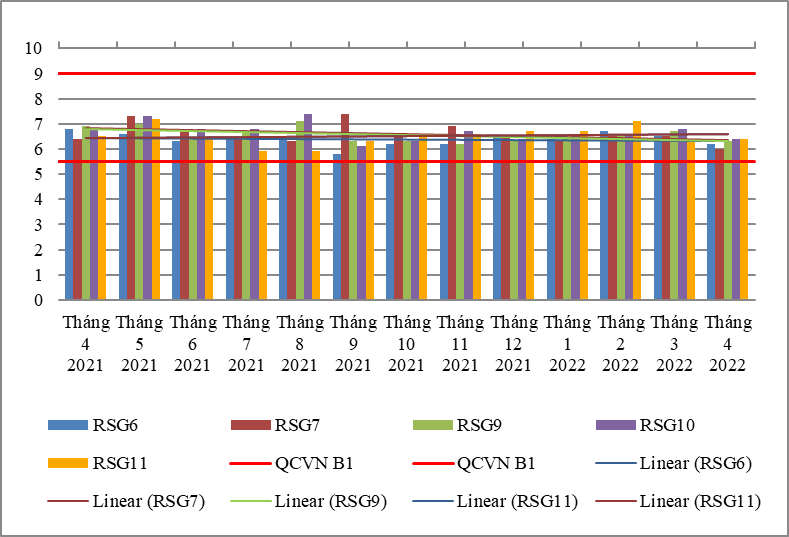 10
9
8
7
6
5
4
3
2
1
0
Tháng Tháng Tháng Tháng Tháng Tháng Tháng Tháng Tháng Tháng Tháng Tháng Tháng
4 5 6 7 8 9 10 11 12 1 2 3 4
2021 2021 2021 2021 2021 2021 2021 2021 2021 2022 2022 2022 2022
RSG6 RSG7 RSG9 RSG10
RSG11 QCVN B1 QCVN B1 Linear (RSG6)
Linear (RSG7) Linear (RSG9) Linear (RSG11) Linear (RSG11)